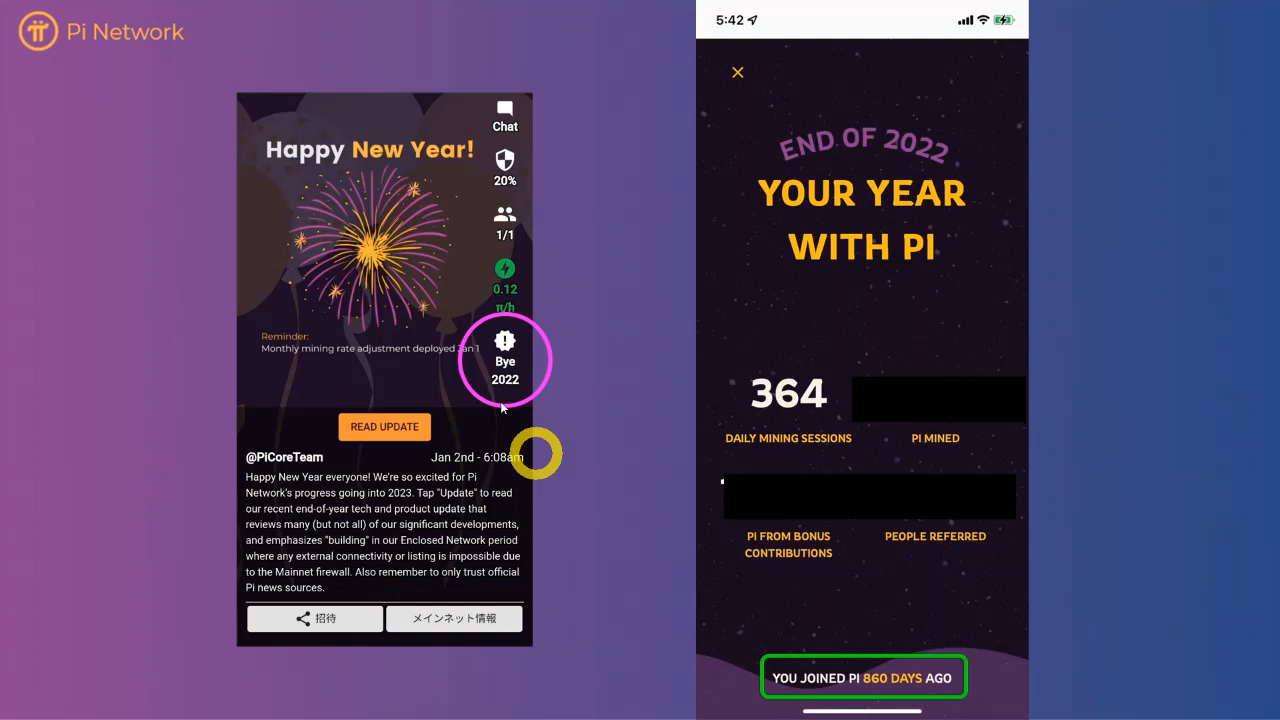 Pi Network
Happy New Year!
Chat
20%
1/1
0.12
π/h
Reminder:
Monthly mining rate adjustment deployed Jan 1
Bye
2022
READ UPDATE
@PiCoreTeam
Jan 2nd - 6:08am
Happy New Year everyone! We're so excited for Pi
Network's progress going into 2023. Tap "Update" to read
our recent end-of-year tech and product update that
reviews many (but not all) of our significant developments,
and emphasizes "building" in our Enclosed Network period
where any external connectivity or listing is impossible due
to the Mainnet firewall. Also remember to only trust official
Pi news sources.
招待
メインネット情報
5:42
END OF 2022
YOUR YEAR
WITH PI
364
DAILY MINING SESSIONS
PI MINED
PI FROM BONUS
CONTRIBUTIONS
PEOPLE REFERRED
YOU JOINED PI 860 DAYS AGO